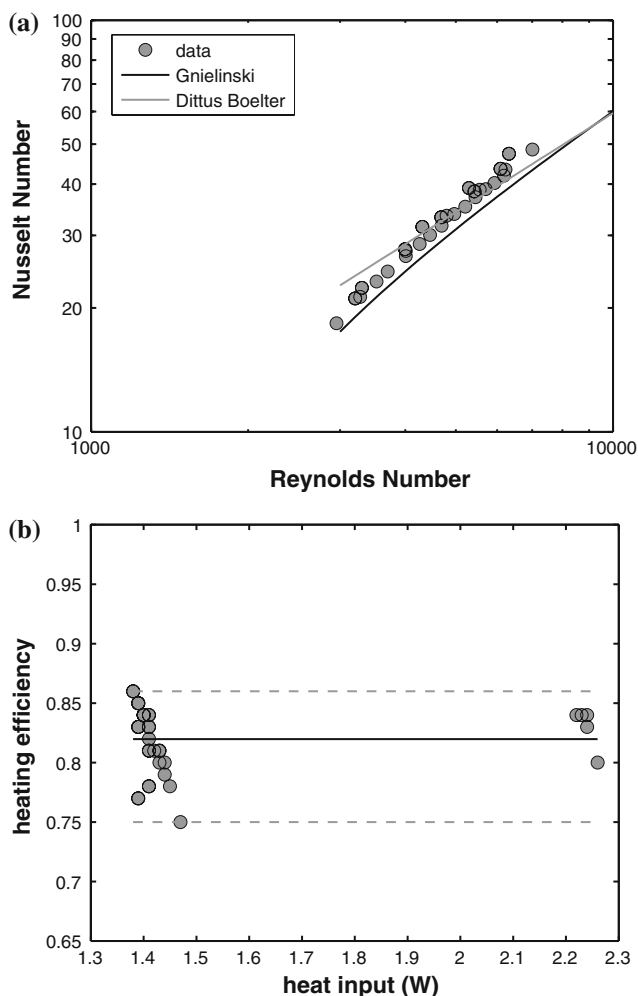 (a)
100
90
80
70
60
50
40
30
20
10
Nusselt Number
data
Gnielinski
Dittus Boelter
1000
10000
Reynolds Number
(b)
1
0.95
0.9
0.85
0.8
0.75
0.7
0.65
heating efficiency
1.3 1.4 1.5 1.6 1.7 1.8 1.9 2 2.1 2.2 2.3
heat input (W)